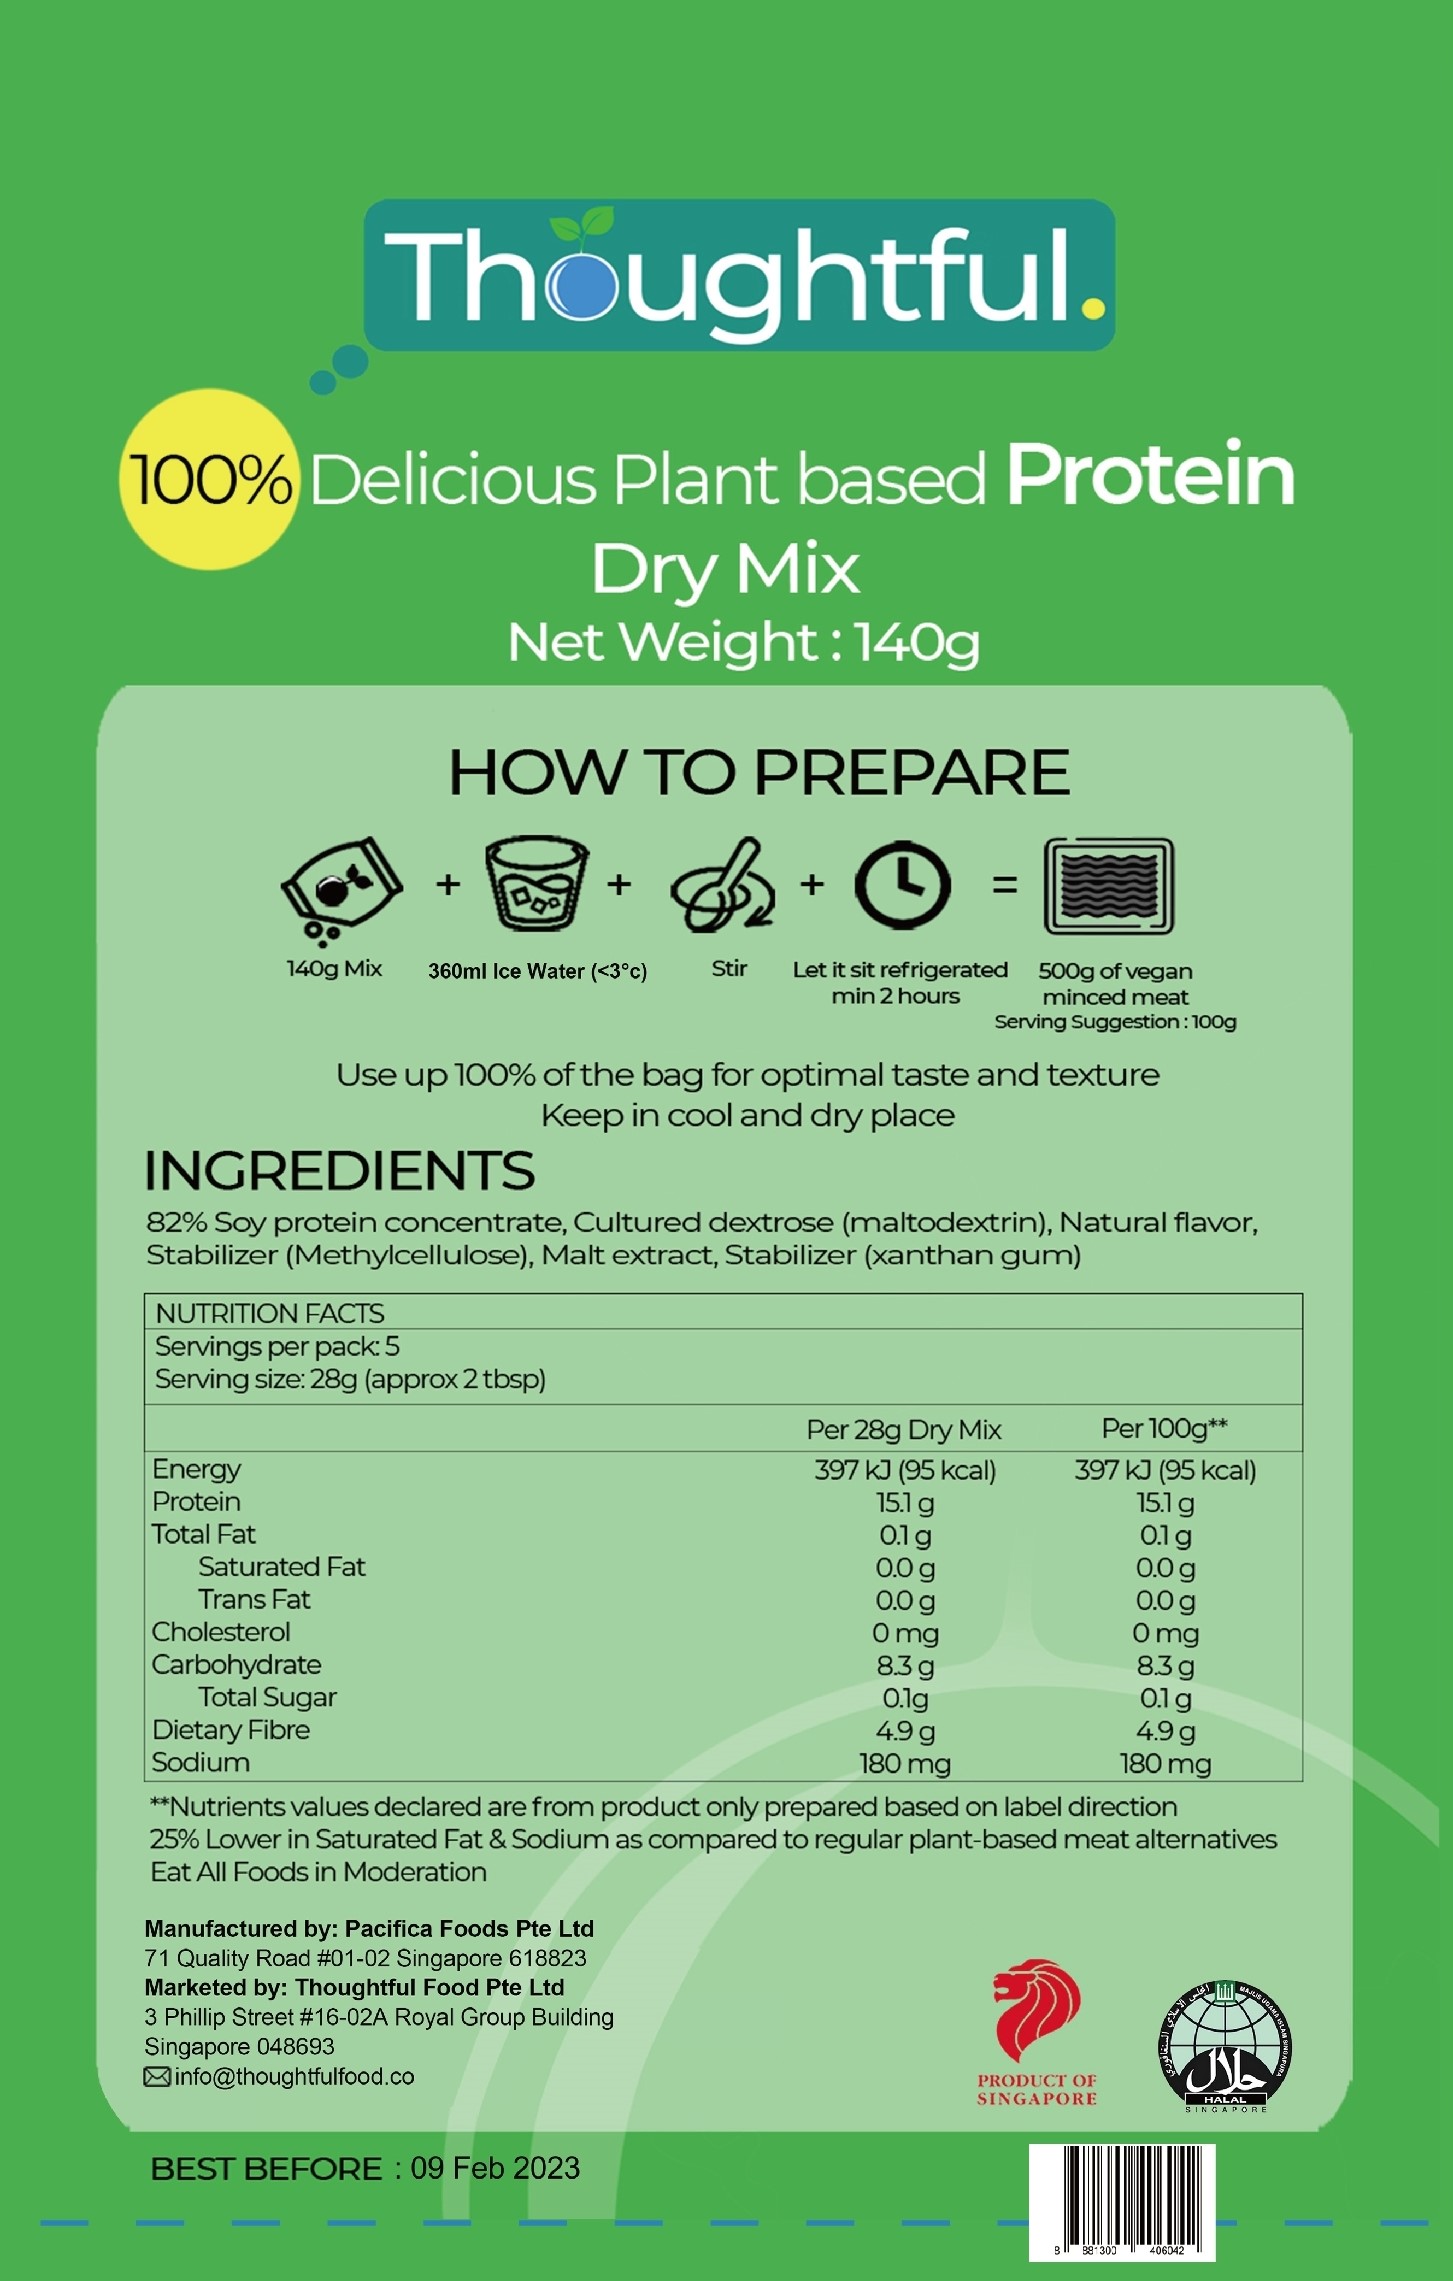 Thoughtful.
100% Delicious Plant based Protein
Dry Mix
Net Weight : 140g
HOW TO PREPARE
+ + + =
140g Mix 360ml Ice Water (<3°c) Stir Let it sit refrigerated min 2 hours 500g of vegan minced meat
Serving Suggestion : 100g
Use up 100% of the bag for optimal taste and texture
Keep in cool and dry place
INGREDIENTS
82% Soy protein concentrate, Cultured dextrose (maltodextrin), Natural flavor,
Stabilizer (Methylcellulose), Malt extract, Stabilizer (xanthan gum)
NUTRITION FACTS
Servings per pack: 5
Serving size: 28g (approx 2 tbsp)
Per 28g Dry Mix Per 100g**
Energy 397 kJ (95 kcal) 397 kJ (95 kcal)
Protein 15.1 g 15.1 g
Total Fat 0.1 g 0.1 g
Saturated Fat 0.0 g 0.0 g
Trans Fat 0.0 g 0.0 g
Cholesterol 0 mg 0 mg
Carbohydrate 8.3 g 8.3 g
Total Sugar 0.1g 0.1 g
Dietary Fibre 4.9 g 4.9 g
Sodium 180 mg 180 mg
**Nutrients values declared are from product only prepared based on label direction
25% Lower in Saturated Fat & Sodium as compared to regular plant-based meat alternatives
Eat All Foods in Moderation
Manufactured by: Pacifica Foods Pte Ltd
71 Quality Road #01-02 Singapore 618823
Marketed by: Thoughtful Food Pte Ltd
3 Phillip Street #16-02A Royal Group Building
Singapore 048693
info@thoughtfulfood.co
PRODUCT OF
SINGAPORE
MAJLIS UGAMA ISLAM SINGAPURA
حلال
HALAL
SINGAPORE
BEST BEFORE : 09 Feb 2023
8 881300 406042